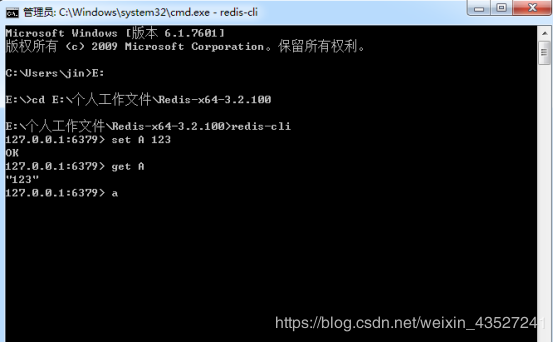 管理员: C:\Windows\system32\cmd.exe - redis-cli
Microsoft Windows [版本 6.1.7601]
版权所有 (c) 2009 Microsoft Corporation。保留所有权利。
C:\Users\jin>E:
E:\>cd E:\个人工作文件\Redis-x64-3.2.100
E:\个人工作文件\Redis-x64-3.2.100>redis-cli
127.0.0.1:6379> set A 123
OK
127.0.0.1:6379> get A
"123"
127.0.0.1:6379> a
https://blog.csdn.net/weixin_43527241